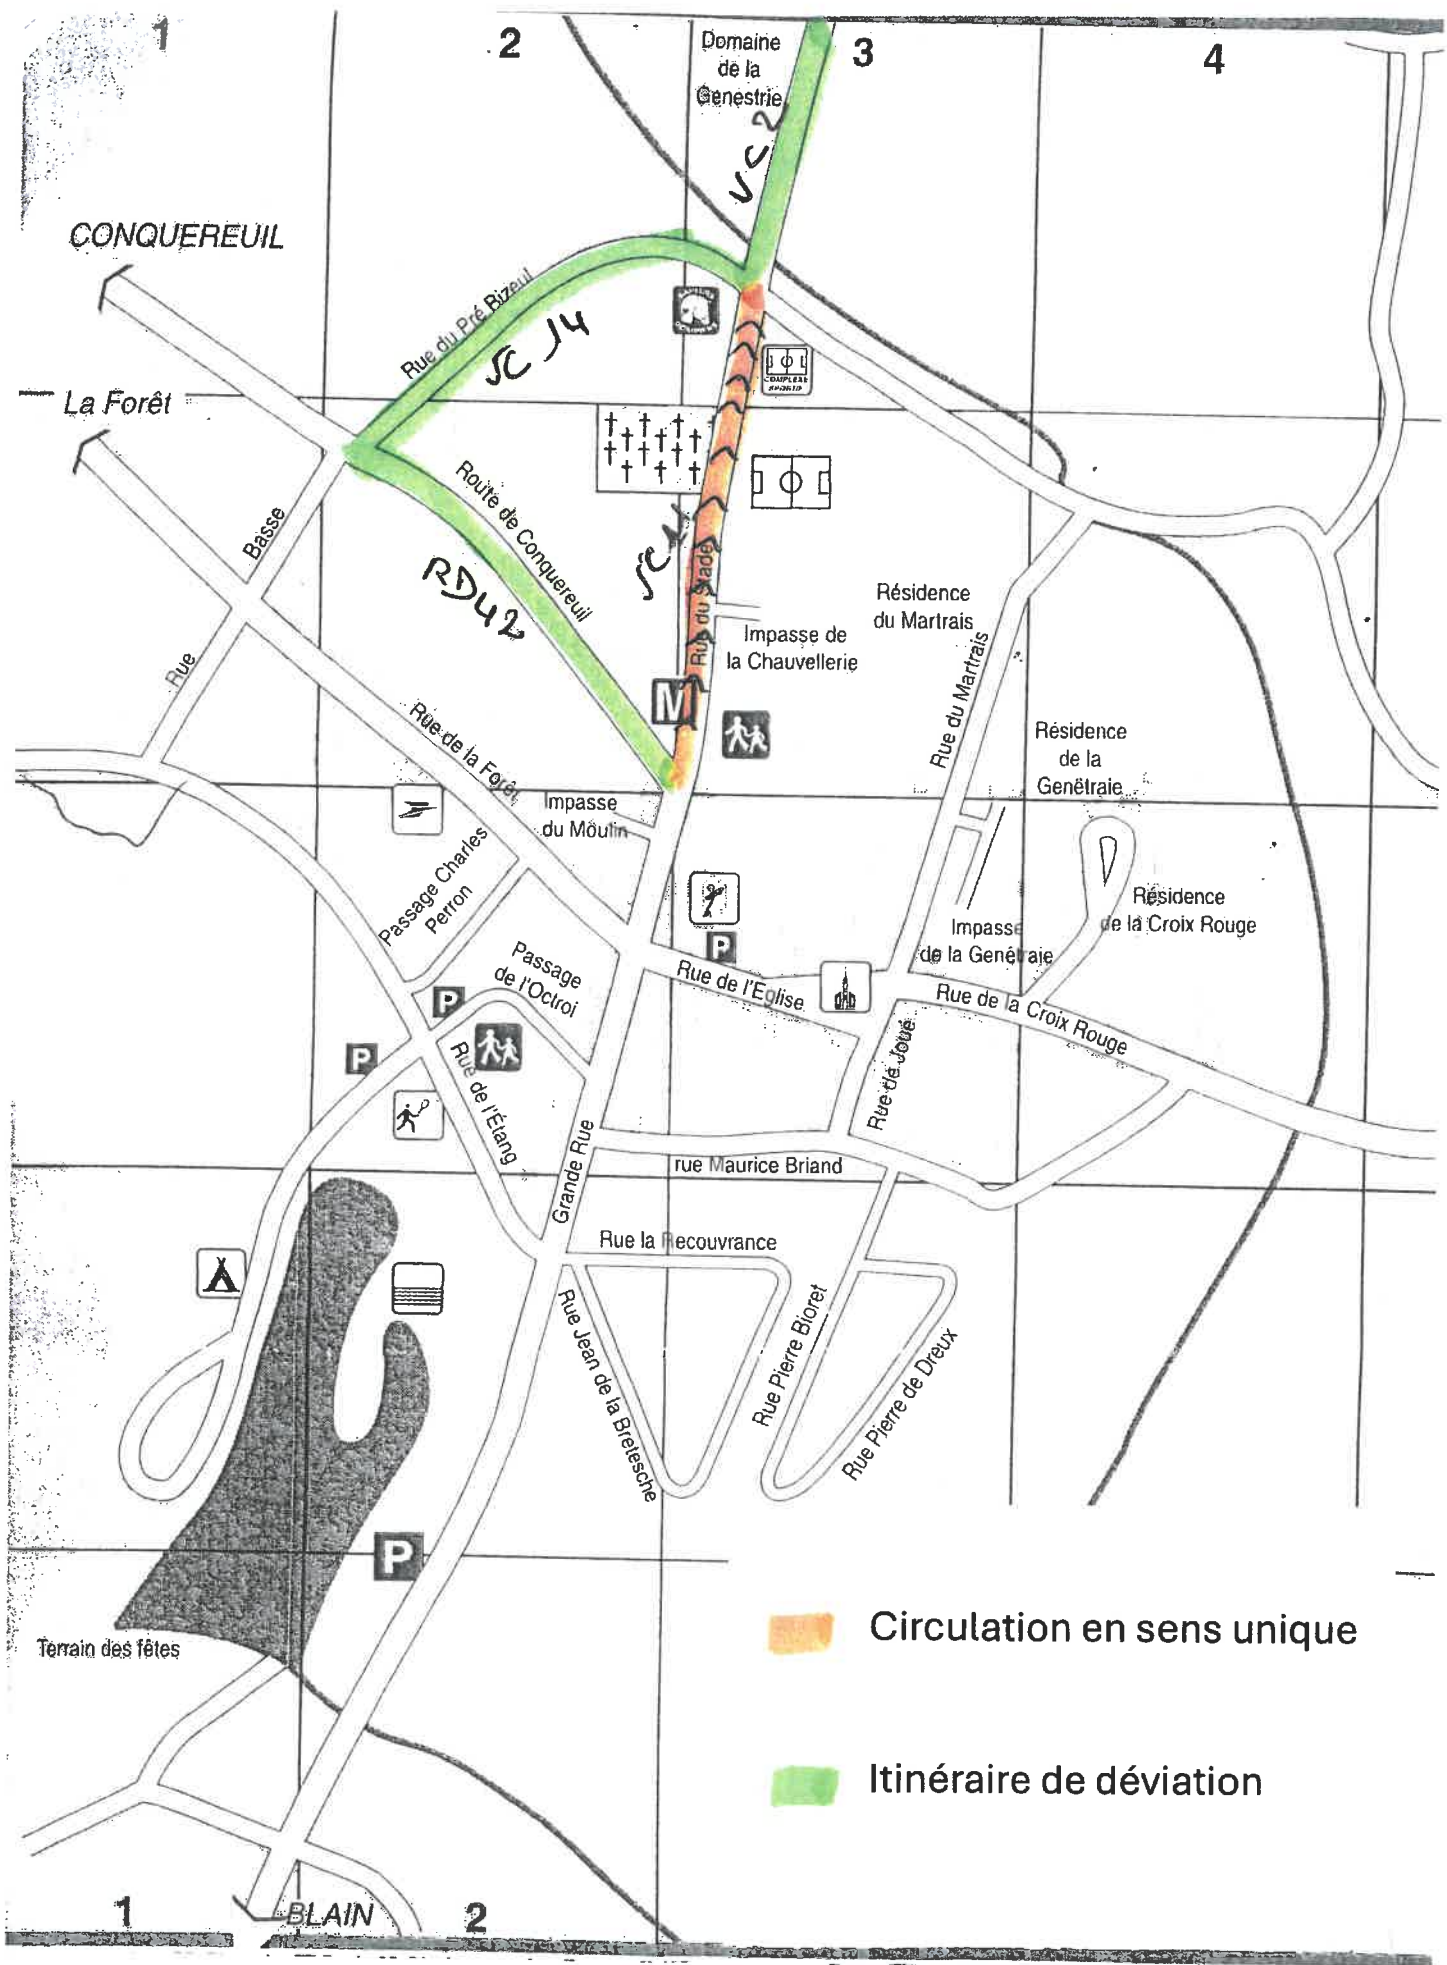 1
2
3
4
Domaine
de la
Genestrie
VC 2
CONQUEREUIL
Rue du Pré Bizeul
JC 14
COMPLEXE
La Forêt
Route de Conquereuil
RD42
Basse
Rue
Rue du Stade
Résidence
du Martrais
Impasse de
la Chauvellerie
Rue du Martrais
M
Rue de la Forêt
Résidence
de la
Genêtraie
Impasse
du Moulin
Passage Charles
Perron
Résidence
de la Croix Rouge
Impasse
de la Genêtraie
P
Passage
de l'Octroi
Rue de l'Eglise
Rue de la Croix Rouge
P
P
Rue de l'Étang
Rue de Joue
Grande Rue
rue Maurice Briand
Rue la Recouvrance
Rue Jean de la Bretesche
Rue Pierre Bioret
Rue Pierre de Dreux
P
Terrain des fêtes
Circulation en sens unique
Itinéraire de déviation
BLAIN
1
2